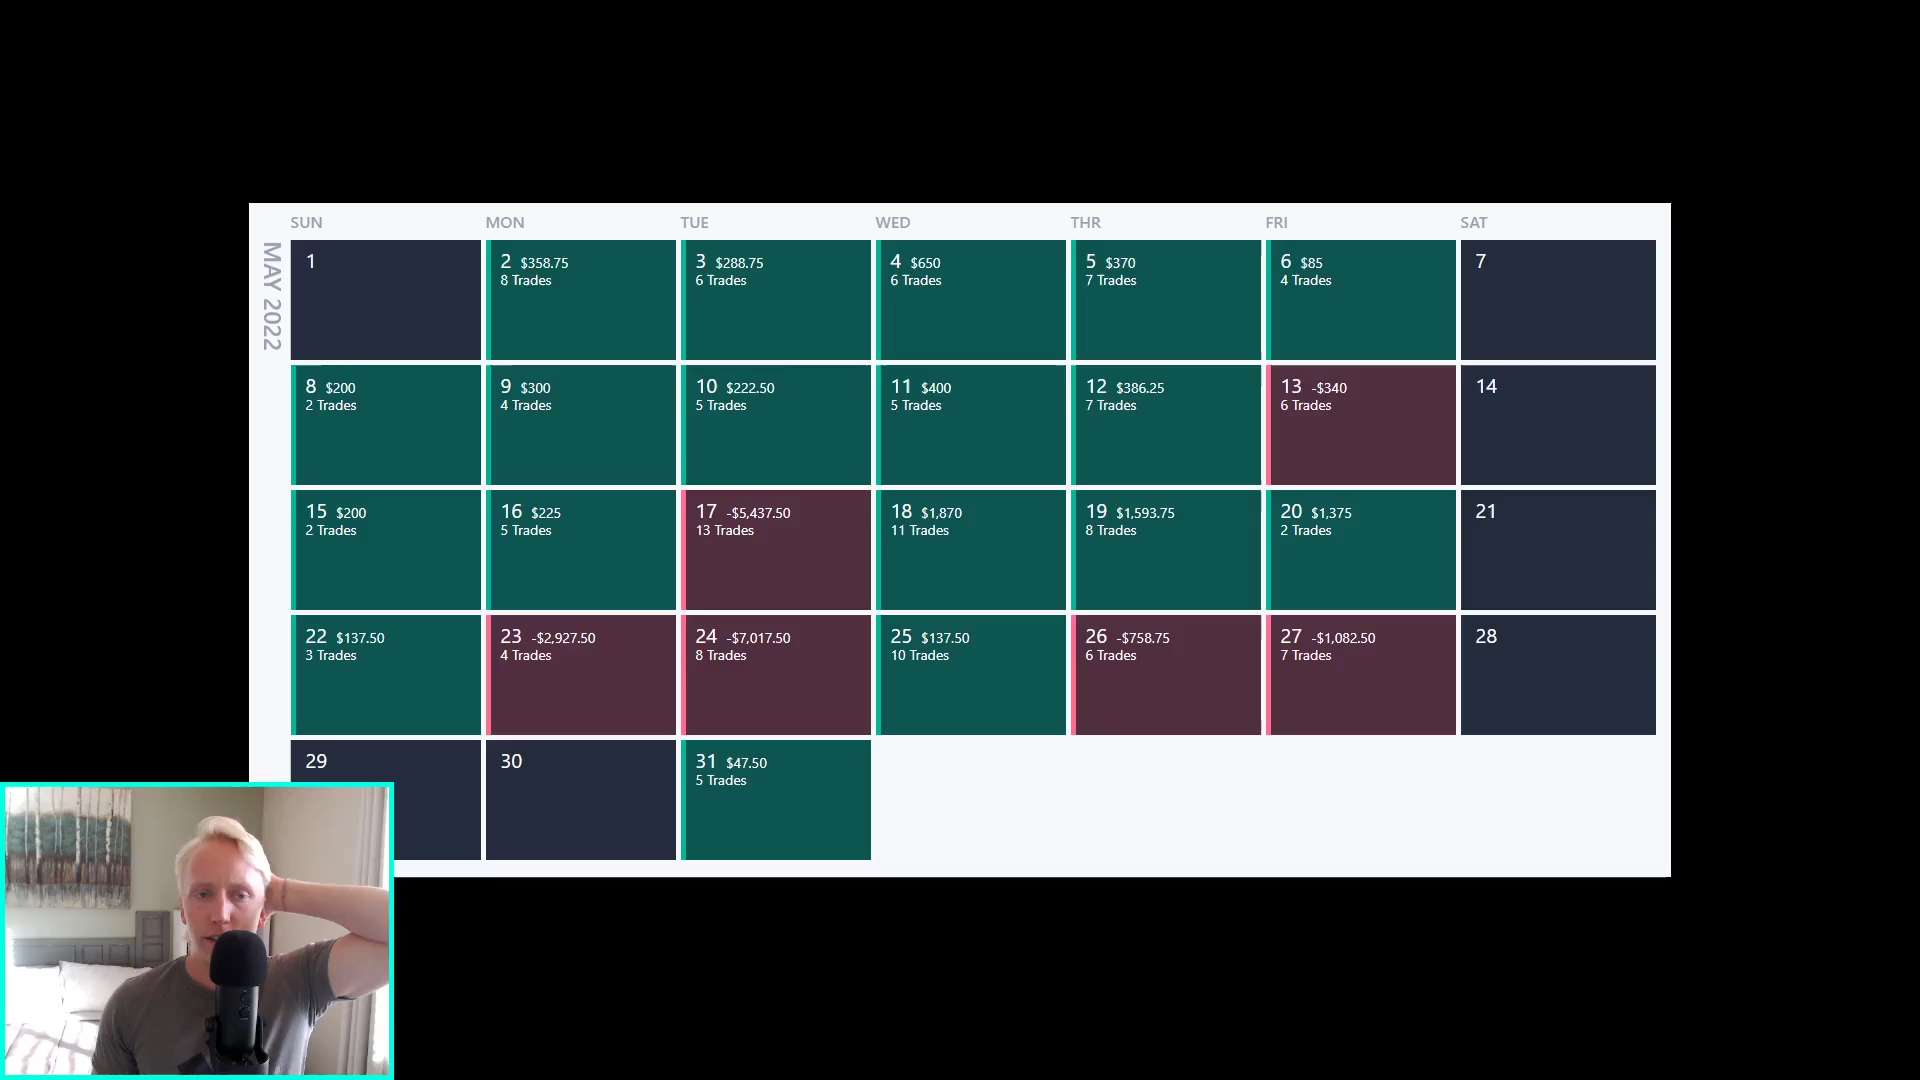 SUN MON TUE WED THR FRI SAT
MAY 2022
1
2 $358.75
8 Trades
3 $288.75
6 Trades
4 $650
6 Trades
5 $370
7 Trades
6 $85
4 Trades
7
8 $200
2 Trades
9 $300
4 Trades
10 $222.50
5 Trades
11 $400
5 Trades
12 $386.25
7 Trades
13 -$340
6 Trades
14
15 $200
2 Trades
16 $225
5 Trades
17 -$5,437.50
13 Trades
18 $1,870
11 Trades
19 $1,593.75
8 Trades
20 $1,375
2 Trades
21
22 $137.50
3 Trades
23 -$2,927.50
4 Trades
24 -$7,017.50
8 Trades
25 $137.50
10 Trades
26 -$758.75
6 Trades
27 -$1,082.50
7 Trades
28
29
30
31 $47.50
5 Trades